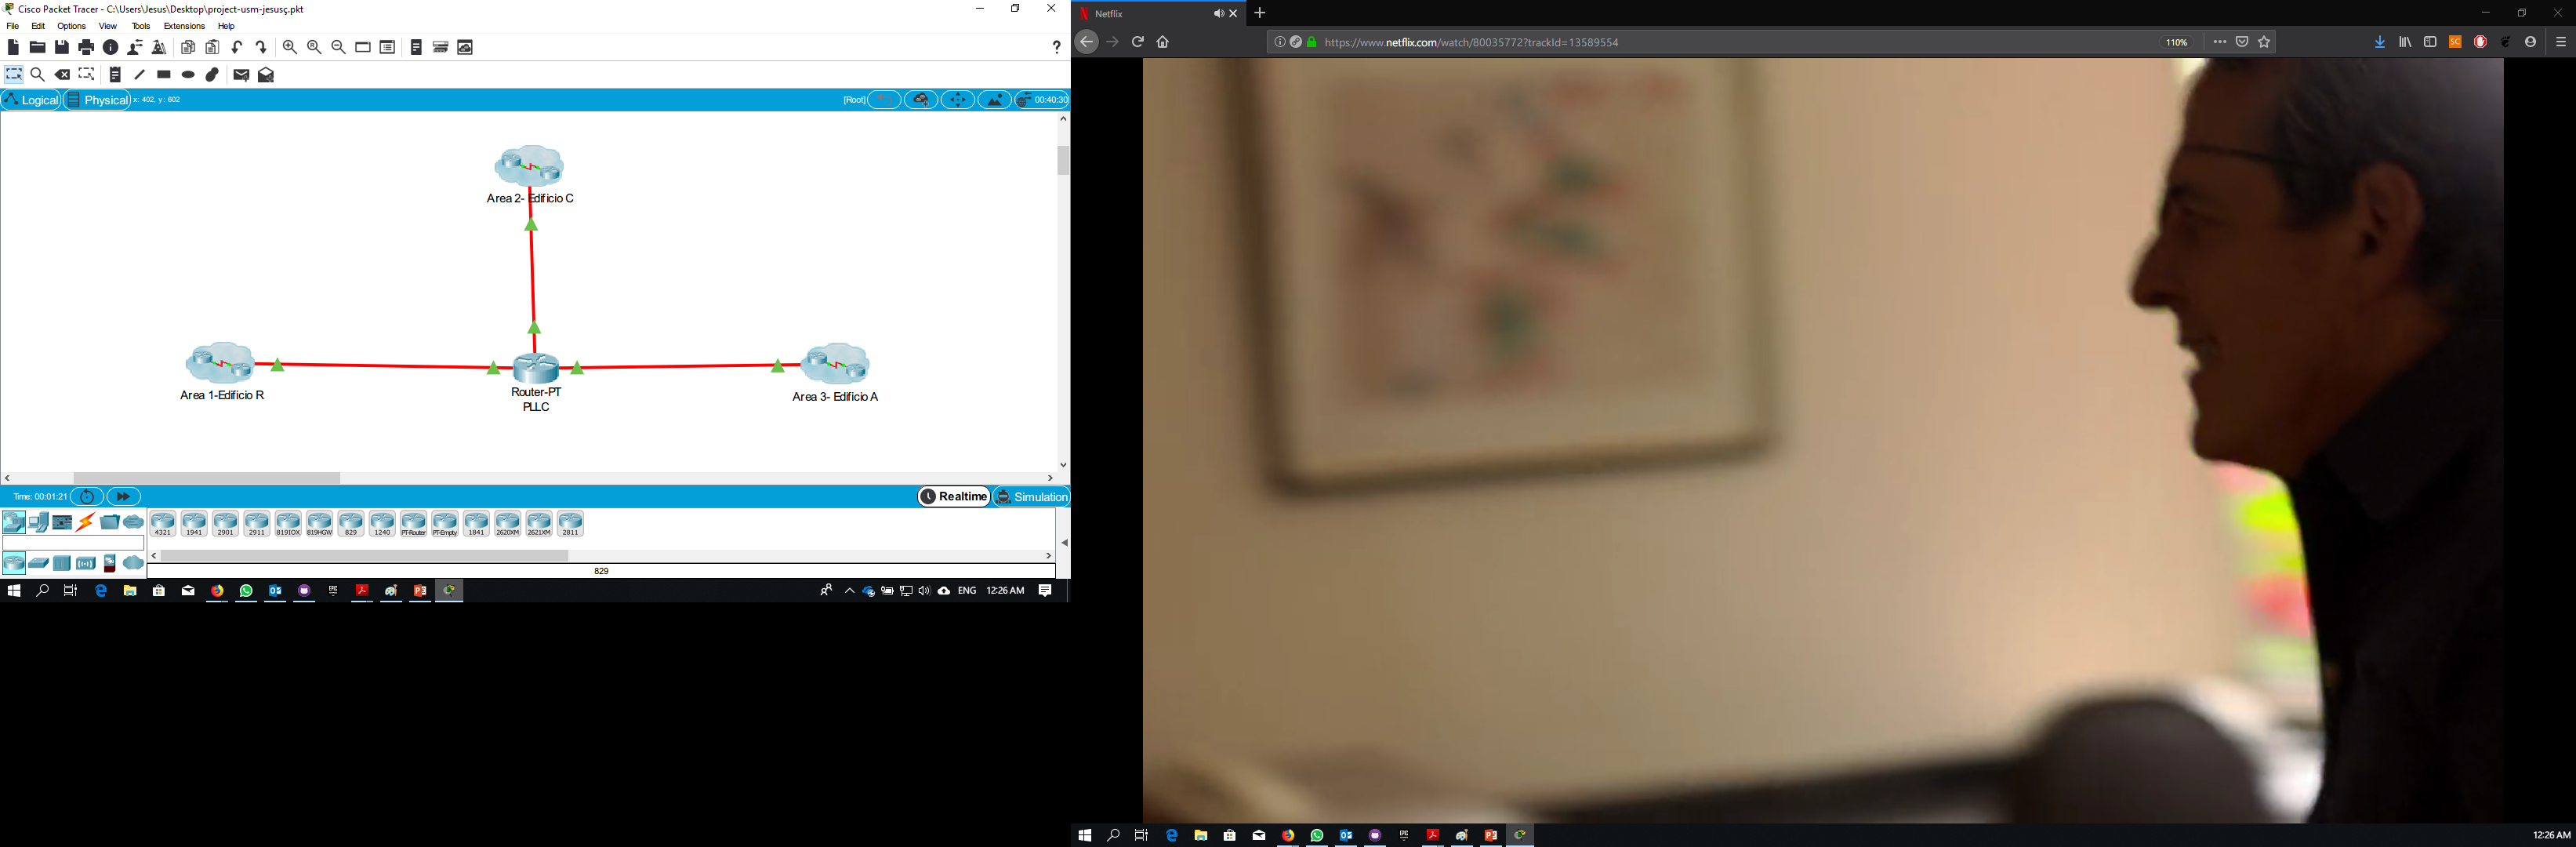 Cisco Packet Tracer - C:\Users\Jesus\Desktop\project-usm-jesusç.pkt
File Edit Options View Tools Extensions Help
?
Logical Physical x: 402, y: 602 [Root] 00:40:30
Area 2- Edificio C
Area 1-Edificio R
Router-PT
PLLC
Area 3- Edificio A
Time: 00:01:21 Realtime Simulation
4321 1941 2901 2911 819IOX 819HGW 829 1240 PT-Router PT-Empty 1841 2620XM 2621XM 2811
829
ENG 12:26 AM
Netflix
https://www.netflix.com/watch/80035772?trackId=13589554 110%
12:26 AM